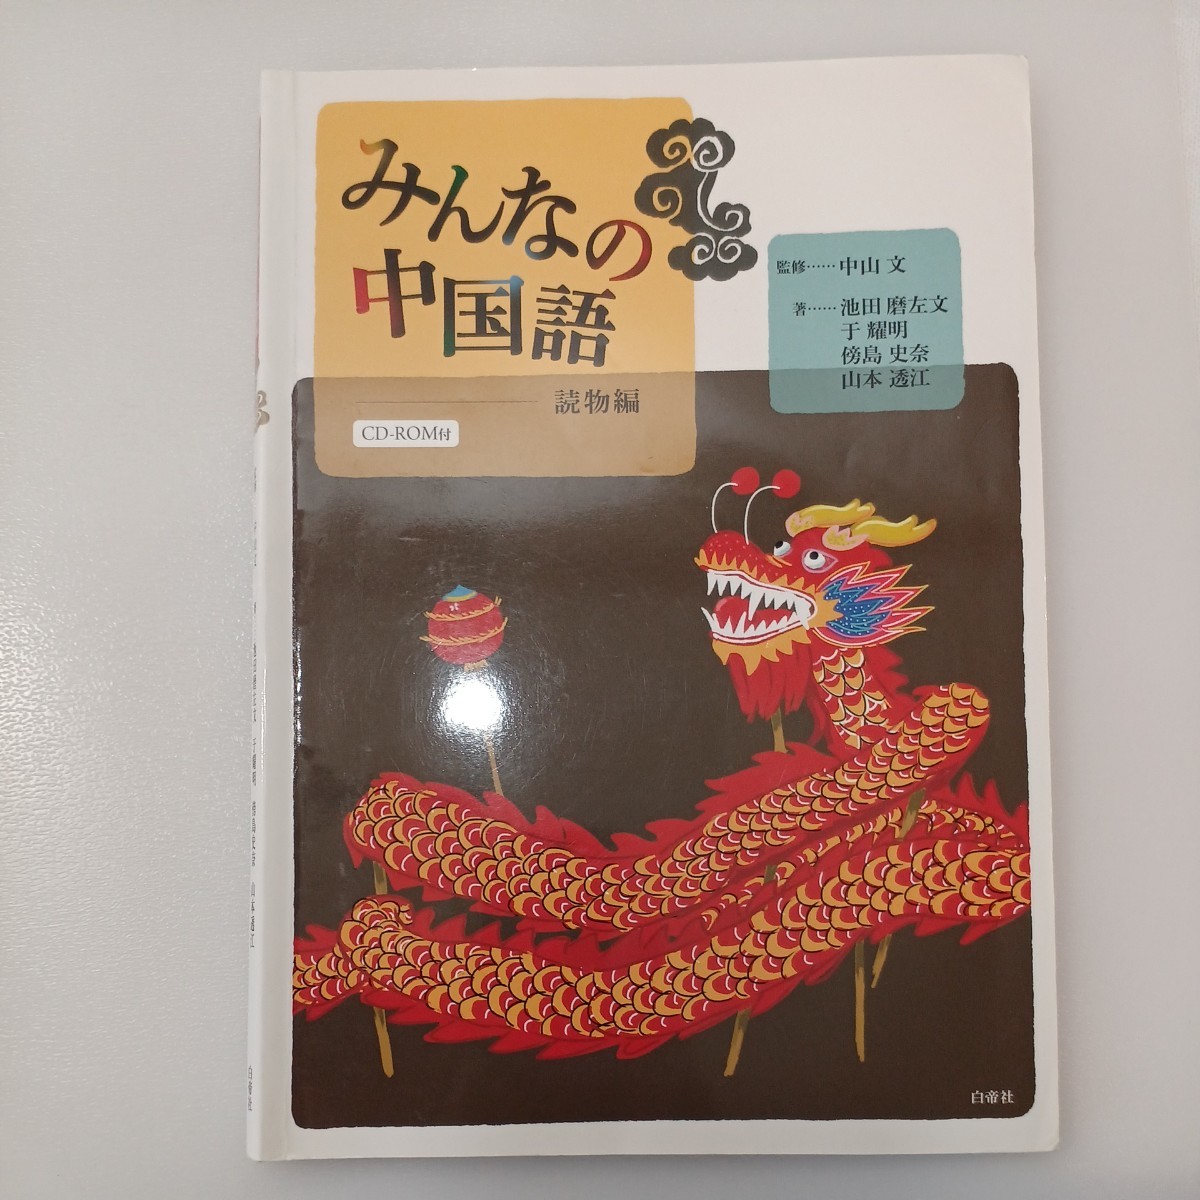 みんなの
中国語
読物編
CD-ROM付
監修……中山 文
著……池田 磨左文
于 耀明
傍島 史奈
山本 透江
白帝社